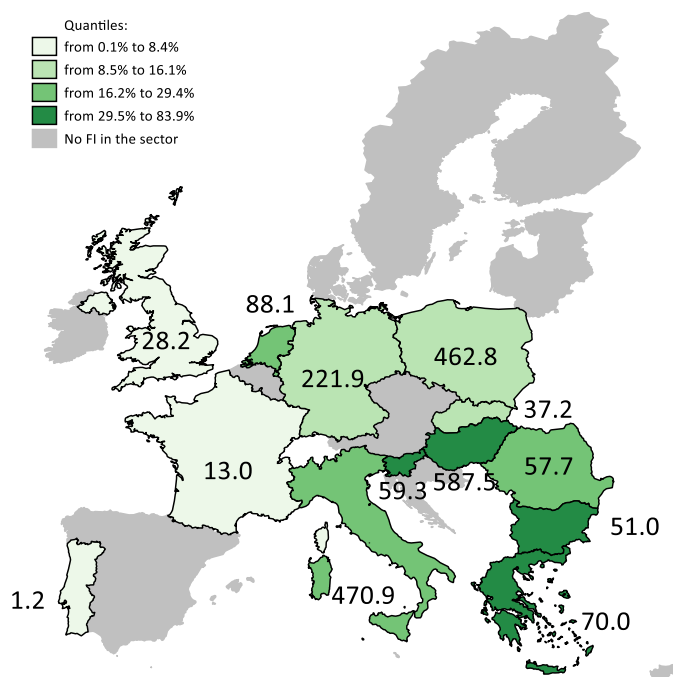 Quantiles:
from 0.1% to 8.4%
from 8.5% to 16.1%
from 16.2% to 29.4%
from 29.5% to 83.9%
No FI in the sector
88.1
28.2
462.8
221.9
37.2
13.0
57.7
59.3
587.5
51.0
1.2
470.9
70.0